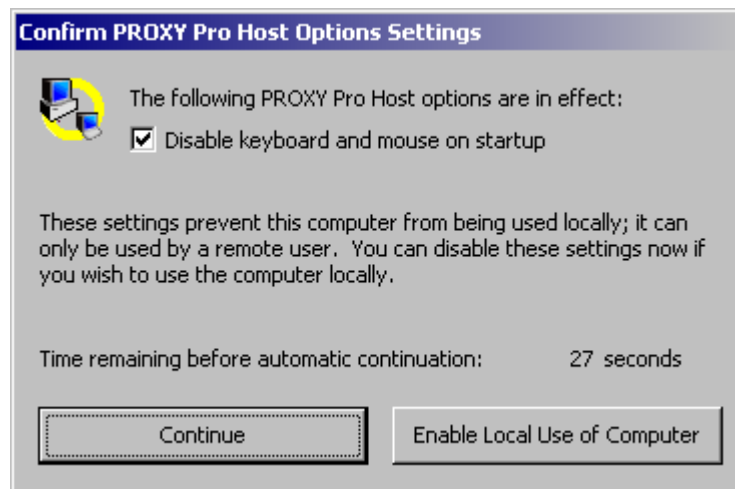 Confirm PROXY Pro Host Options Settings
The following PROXY Pro Host options are in effect:
Disable keyboard and mouse on startup
These settings prevent this computer from being used locally; it can
only be used by a remote user.  You can disable these settings now if
you wish to use the computer locally.
Time remaining before automatic continuation: 27 seconds
Continue
Enable Local Use of Computer